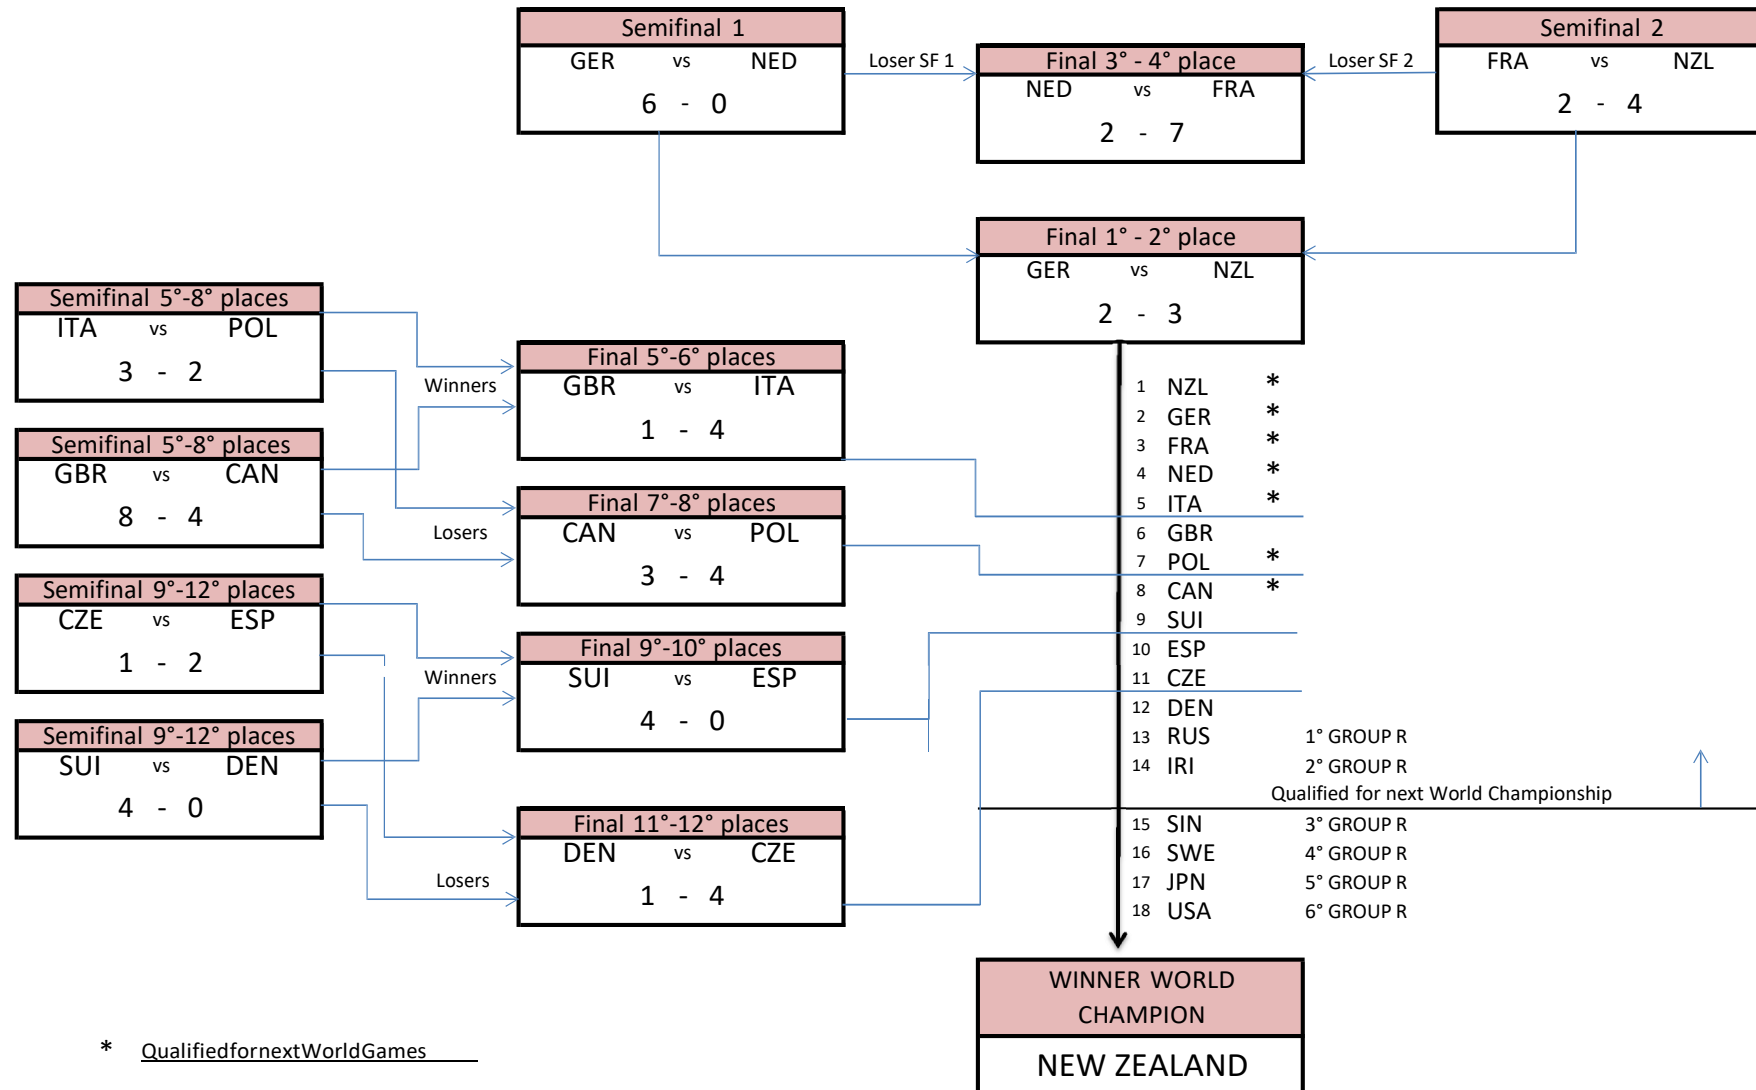 Semifinal 1
GER vs NED
6 - 0
Loser SF 1
Final 3° - 4° place
NED vs FRA
2 - 7
Loser SF 2
Semifinal 2
FRA vs NZL
2 - 4
Final 1° - 2° place
GER vs NZL
2 - 3
Semifinal 5°-8° places
ITA vs POL
3 - 2
Semifinal 5°-8° places
GBR vs CAN
8 - 4
Semifinal 9°-12° places
CZE vs ESP
1 - 2
Semifinal 9°-12° places
SUI vs DEN
4 - 0
Winners
Losers
Winners
Losers
Final 5°-6° places
GBR vs ITA
1 - 4
Final 7°-8° places
CAN vs POL
3 - 4
Final 9°-10° places
SUI vs ESP
4 - 0
Final 11°-12° places
DEN vs CZE
1 - 4
1 NZL *
2 GER *
3 FRA *
4 NED *
5 ITA *
6 GBR
7 POL *
8 CAN *
9 SUI
10 ESP
11 CZE
12 DEN
13 RUS 1° GROUP R
14 IRI 2° GROUP R
Qualified for next World Championship
15 SIN 3° GROUP R
16 SWE 4° GROUP R
17 JPN 5° GROUP R
18 USA 6° GROUP R
WINNER WORLD
CHAMPION
NEW ZEALAND
* QualifiedfornextWorldGames